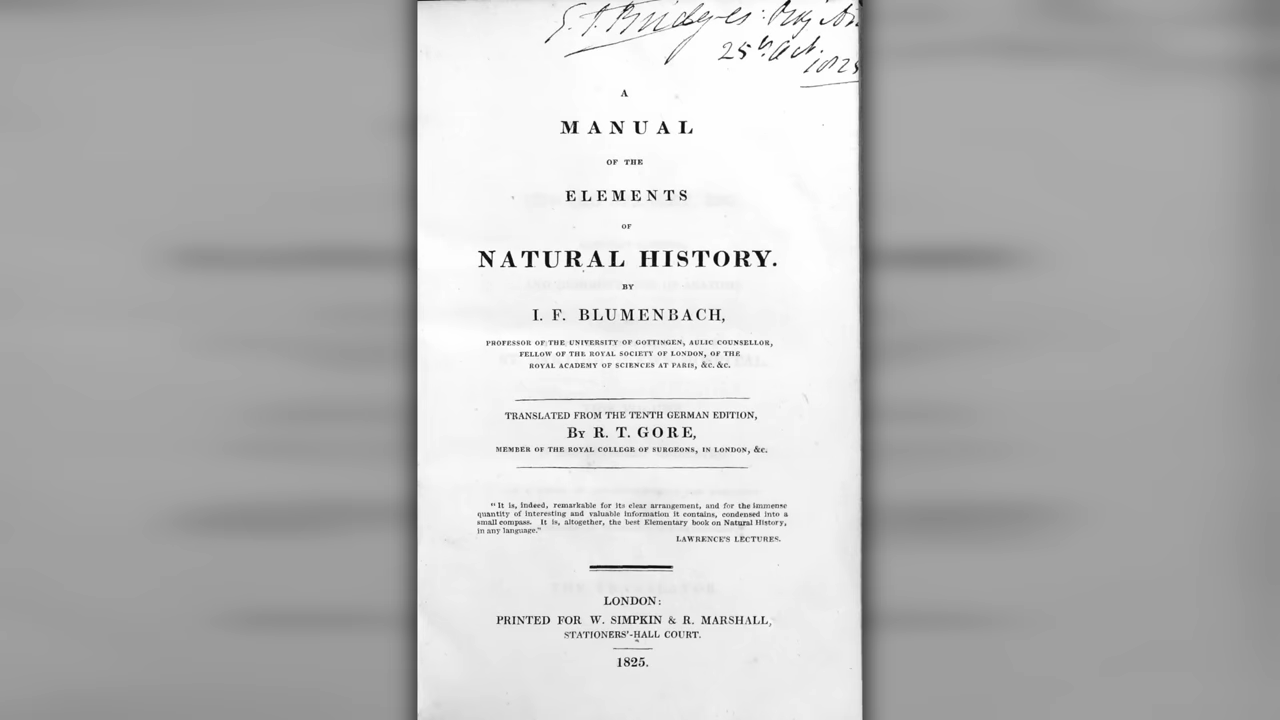 25th Oct.
1825
A
MANUAL
OF THE
ELEMENTS
OF
NATURAL HISTORY.
BY
I. F. BLUMENBACH,
PROFESSOR OF THE UNIVERSITY OF GOTTINGEN, AULIC COUNSELLOR,
FELLOW OF THE ROYAL SOCIETY OF LONDON, OF THE
ROYAL ACADEMY OF SCIENCES AT PARIS, &c. &c.
TRANSLATED FROM THE TENTH GERMAN EDITION,
By R. T. GORE,
MEMBER OF THE ROYAL COLLEGE OF SURGEONS, IN LONDON, &c.
"It is, indeed, remarkable for its clear arrangement, and for the immense
quantity of interesting and valuable information it contains, condensed into a
small compass. It is, altogether, the best Elementary book on Natural History,
in any language."
LAWRENCE'S LECTURES.
LONDON:
PRINTED FOR W. SIMPKIN & R. MARSHALL,
STATIONERS'-HALL COURT.
1825.